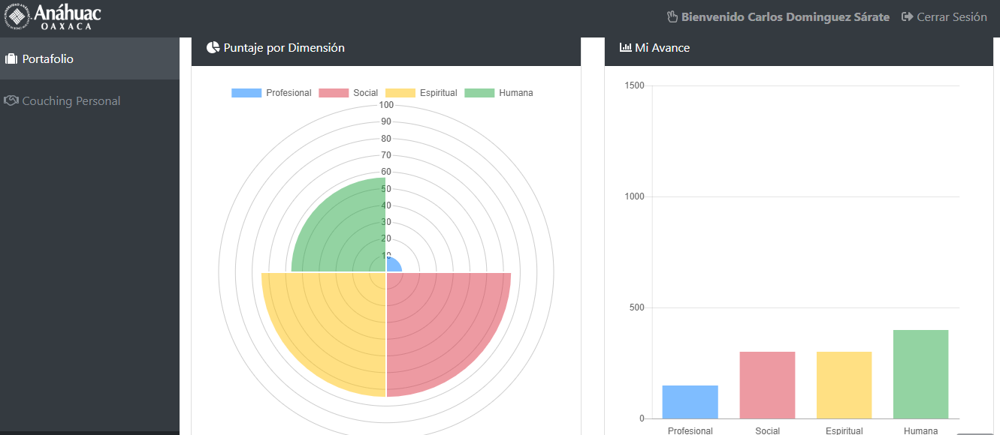 Anáhuac
OAXACA
Bienvenido Carlos Dominguez Sárate
Cerrar Sesión
Portafolio
Couching Personal
Puntaje por Dimensión
Profesional Social Espiritual Humana
100
90
80
70
60
50
40
30
20
10
Mi Avance
1500
1000
500
0
Profesional Social Espiritual Humana